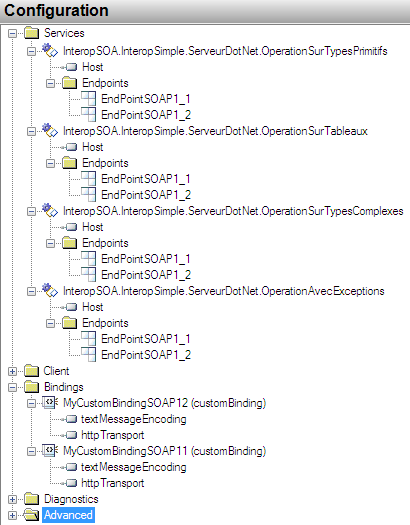 Configuration
Services
InteropSOA.InteropSimple.ServeurDotNet.OperationSurTypesPrimitifs
Host
Endpoints
EndPointSOAP1_1
EndPointSOAP1_2
InteropSOA.InteropSimple.ServeurDotNet.OperationSurTableaux
Host
Endpoints
EndPointSOAP1_1
EndPointSOAP1_2
InteropSOA.InteropSimple.ServeurDotNet.OperationSurTypesComplexes
Host
Endpoints
EndPointSOAP1_1
EndPointSOAP1_2
InteropSOA.InteropSimple.ServeurDotNet.OperationAvecExceptions
Host
Endpoints
EndPointSOAP1_1
EndPointSOAP1_2
Client
Bindings
MyCustomBindingSOAP12 (customBinding)
textMessageEncoding
httpTransport
MyCustomBindingSOAP11 (customBinding)
textMessageEncoding
httpTransport
Diagnostics
Advanced